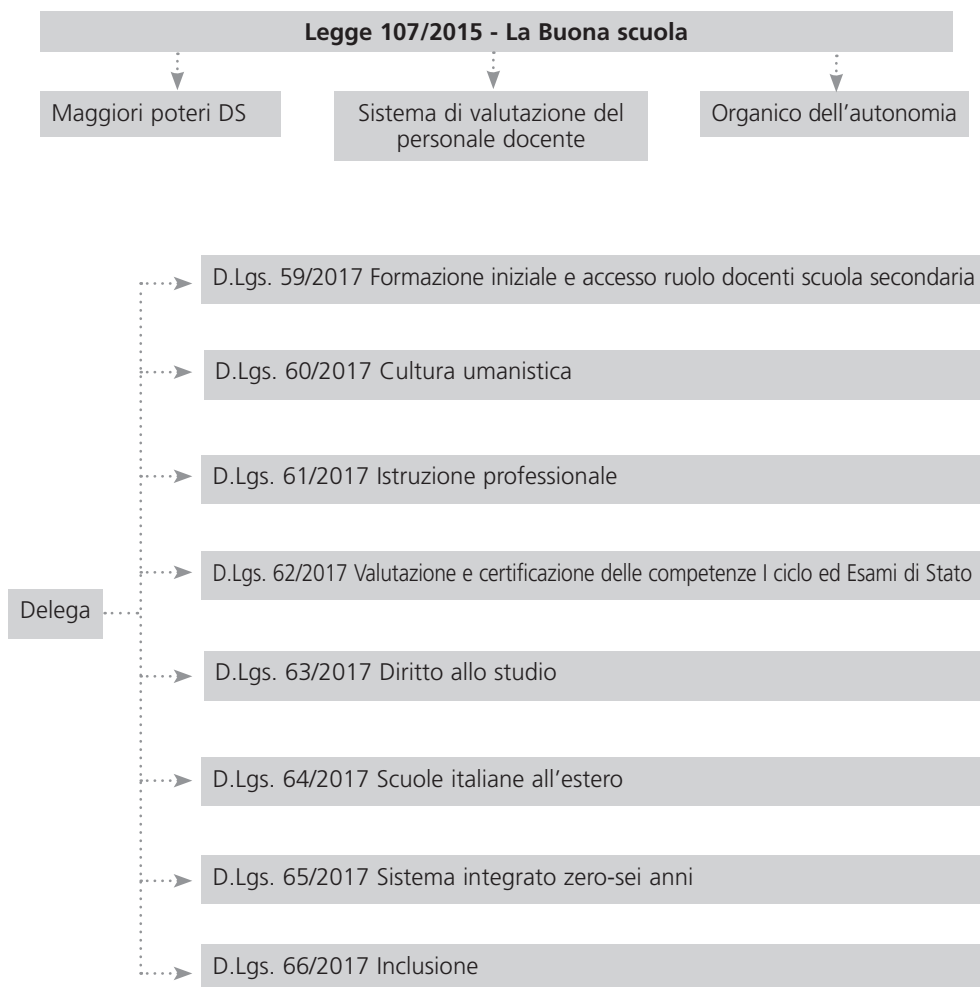 Legge 107/2015 - La Buona scuola
Maggiori poteri DS
Sistema di valutazione del
personale docente
Organico dell’autonomia
D.Lgs. 59/2017 Formazione iniziale e accesso ruolo docenti scuola secondaria
D.Lgs. 60/2017 Cultura umanistica
D.Lgs. 61/2017 Istruzione professionale
D.Lgs. 62/2017 Valutazione e certificazione delle competenze I ciclo ed Esami di Stato
Delega
D.Lgs. 63/2017 Diritto allo studio
D.Lgs. 64/2017 Scuole italiane all’estero
D.Lgs. 65/2017 Sistema integrato zero-sei anni
D.Lgs. 66/2017 Inclusione